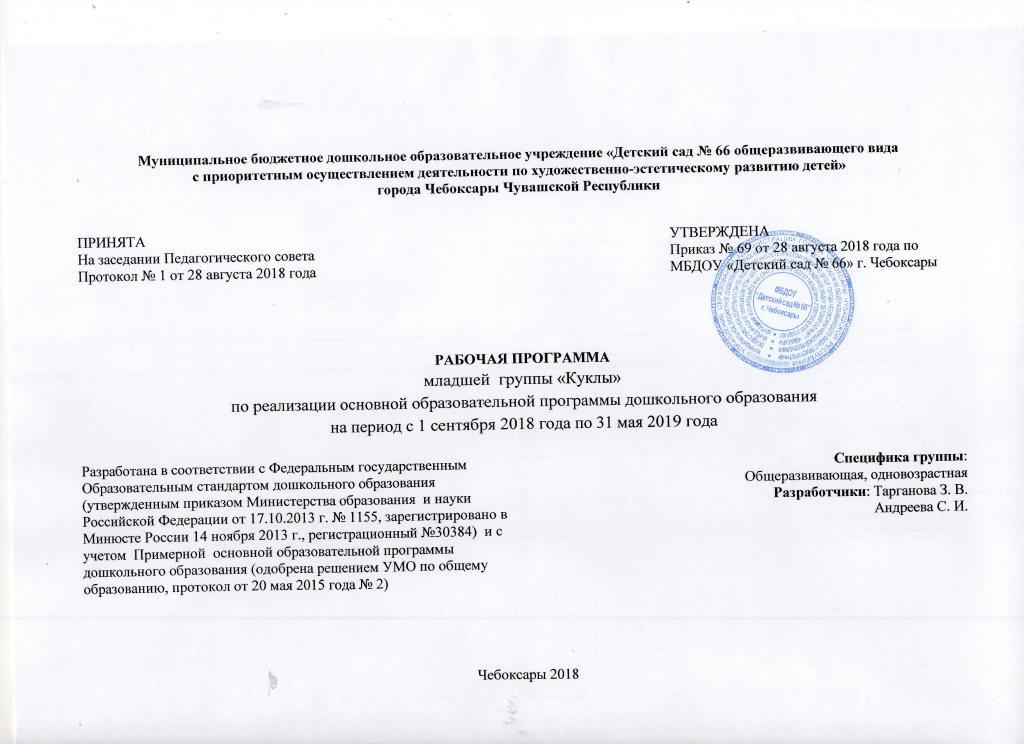 Муниципальное бюджетное дошкольное образовательное учреждение «Детский сад № 66 общеразвивающего вида
с приоритетным осуществлением деятельности по художественно-эстетическому развитию детей»
города Чебоксары Чувашской Республики
ПРИНЯТА
На заседании Педагогического совета
Протокол № 1 от 28 августа 2018 года
УТВЕРЖДЕНА
Приказ № 69 от 28 августа 2018 года по
МБДОУ «Детский сад № 66» г. Чебоксары
МБДОУ
"Детский сад № 66"
г. Чебоксары
РАБОЧАЯ ПРОГРАММА
младшей группы «Куклы»
по реализации основной образовательной программы дошкольного образования
на период с 1 сентября 2018 года по 31 мая 2019 года
Разработана в соответствии с Федеральным государственным
Образовательным стандартом дошкольного образования
(утвержденным приказом Министерства образования и науки
Российской Федерации от 17.10.2013 г. № 1155, зарегистрировано в
Минюсте России 14 ноября 2013 г., регистрационный №30384) и с
учетом Примерной основной образовательной программы
дошкольного образования (одобрена решением УМО по общему
образованию, протокол от 20 мая 2015 года № 2)
Специфика группы:
Общеразвивающая, одновозрастная
Разработчики: Тарганова З. В.
Андреева С. И.
Чебоксары 2018